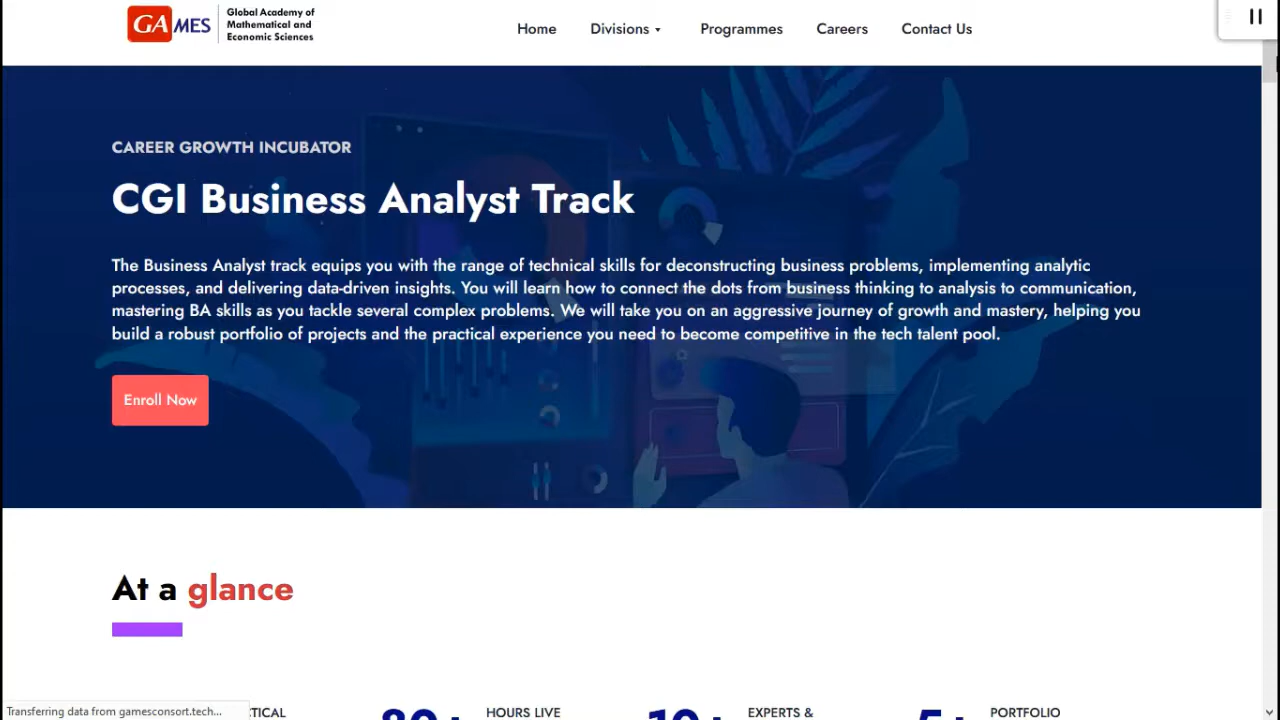 GAMES
Global Academy of
Mathematical and
Economic Sciences
Home Divisions Programmes Careers Contact Us
CAREER GROWTH INCUBATOR
CGI Business Analyst Track
The Business Analyst track equips you with the range of technical skills for deconstructing business problems, implementing analytic
processes, and delivering data-driven insights. You will learn how to connect the dots from business thinking to analysis to communication,
mastering BA skills as you tackle several complex problems. We will take you on an aggressive journey of growth and mastery, helping you
build a robust portfolio of projects and the practical experience you need to become competitive in the tech talent pool.
Enroll Now
At a glance
Transferring data from gamesconsort.tech...
TICAL 80+ HOURS LIVE 10+ EXPERTS & 5+ PORTFOLIO